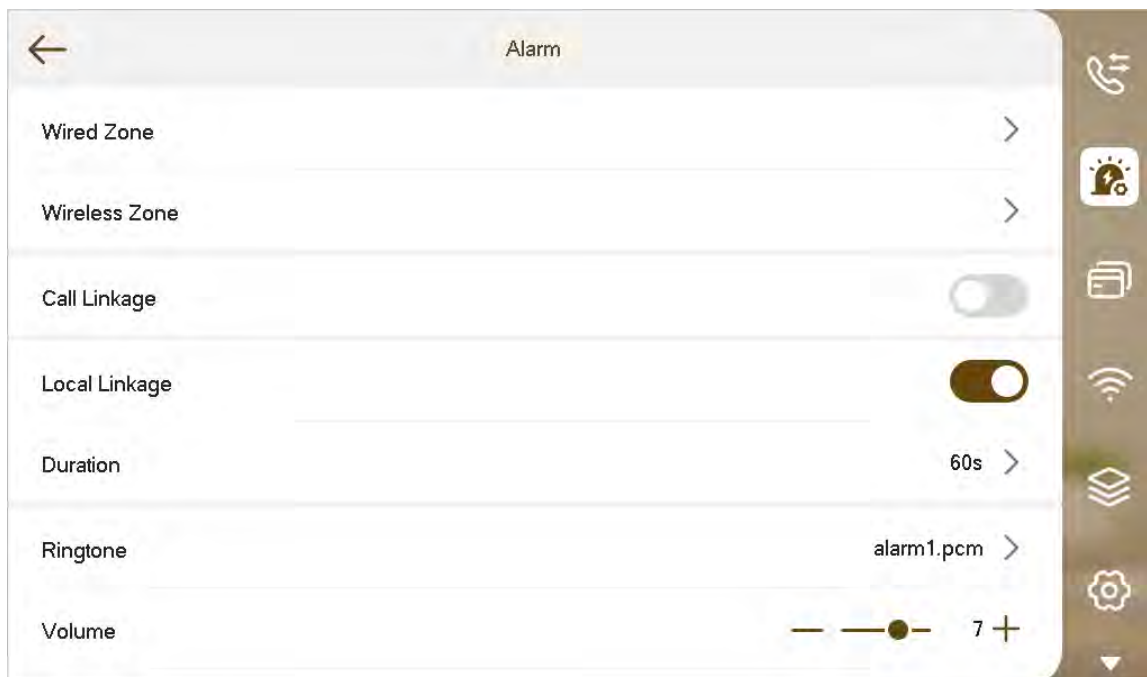 Alarm
Wired Zone
Wireless Zone
Call Linkage
Local Linkage
Duration 60s
Ringtone alarm1.pcm
Volume 7